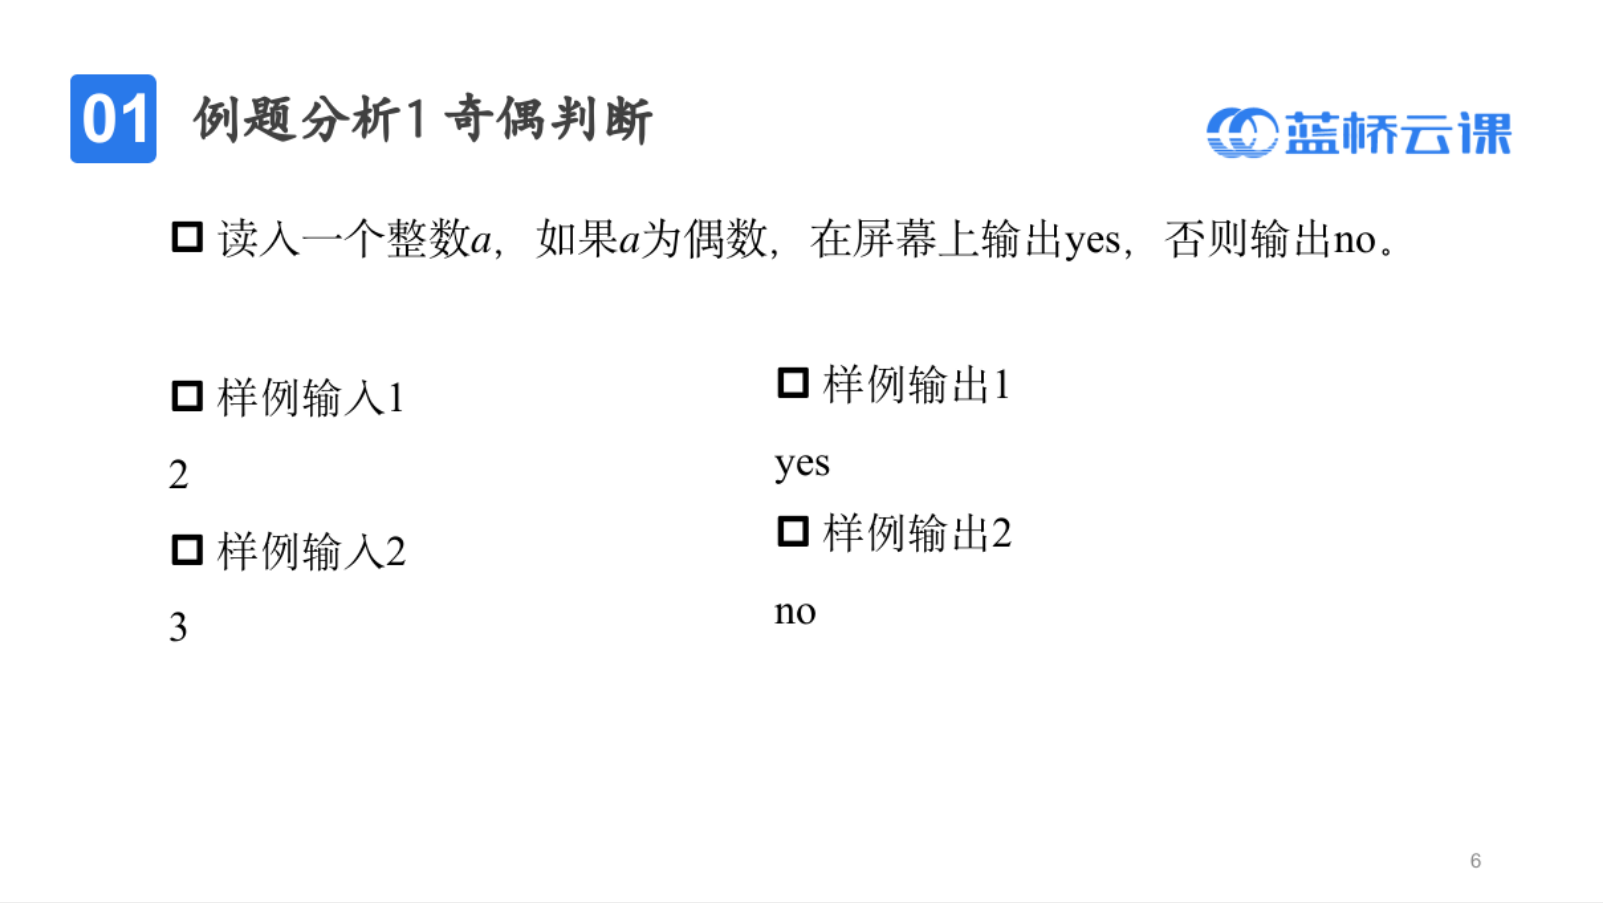 01 例题分析1 奇偶判断
蓝桥云课
读入一个整数a，如果a为偶数，在屏幕上输出yes，否则输出no。
样例输入1
2
样例输入2
3
样例输出1
yes
样例输出2
no
6